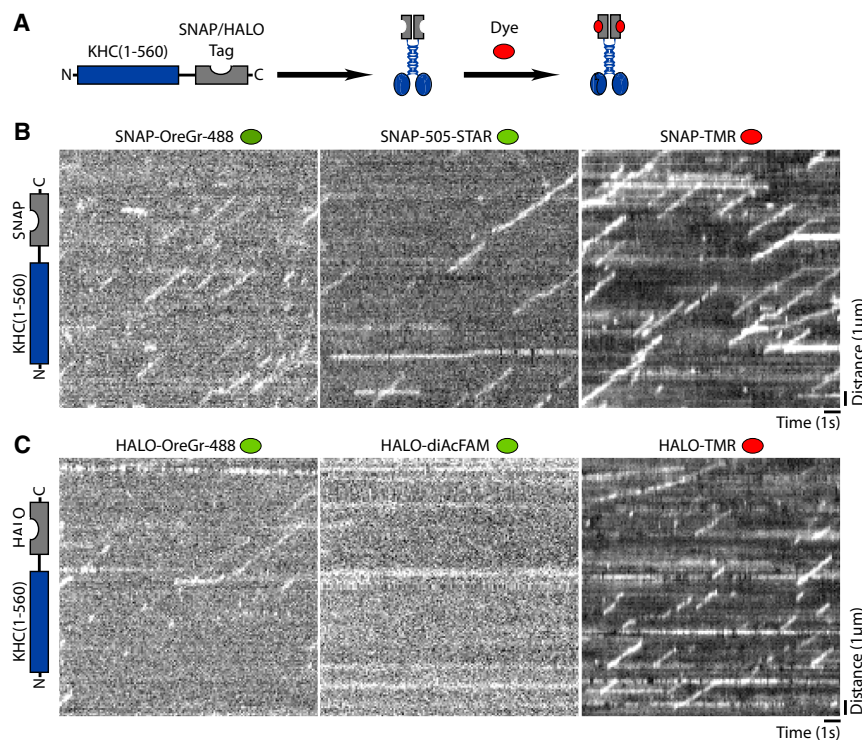 A
KHC(1-560)
SNAP/HALO
Tag
N
C
Dye
B
SNAP-OreGr-488
SNAP-505-STAR
SNAP-TMR
N
KHC(1-560)
SNAP
C
Distance (1um)
Time (1s)
C
HALO-OreGr-488
HALO-diAcFAM
HALO-TMR
N
KHC(1-560)
HALO
C
Distance (1um)
Time (1s)